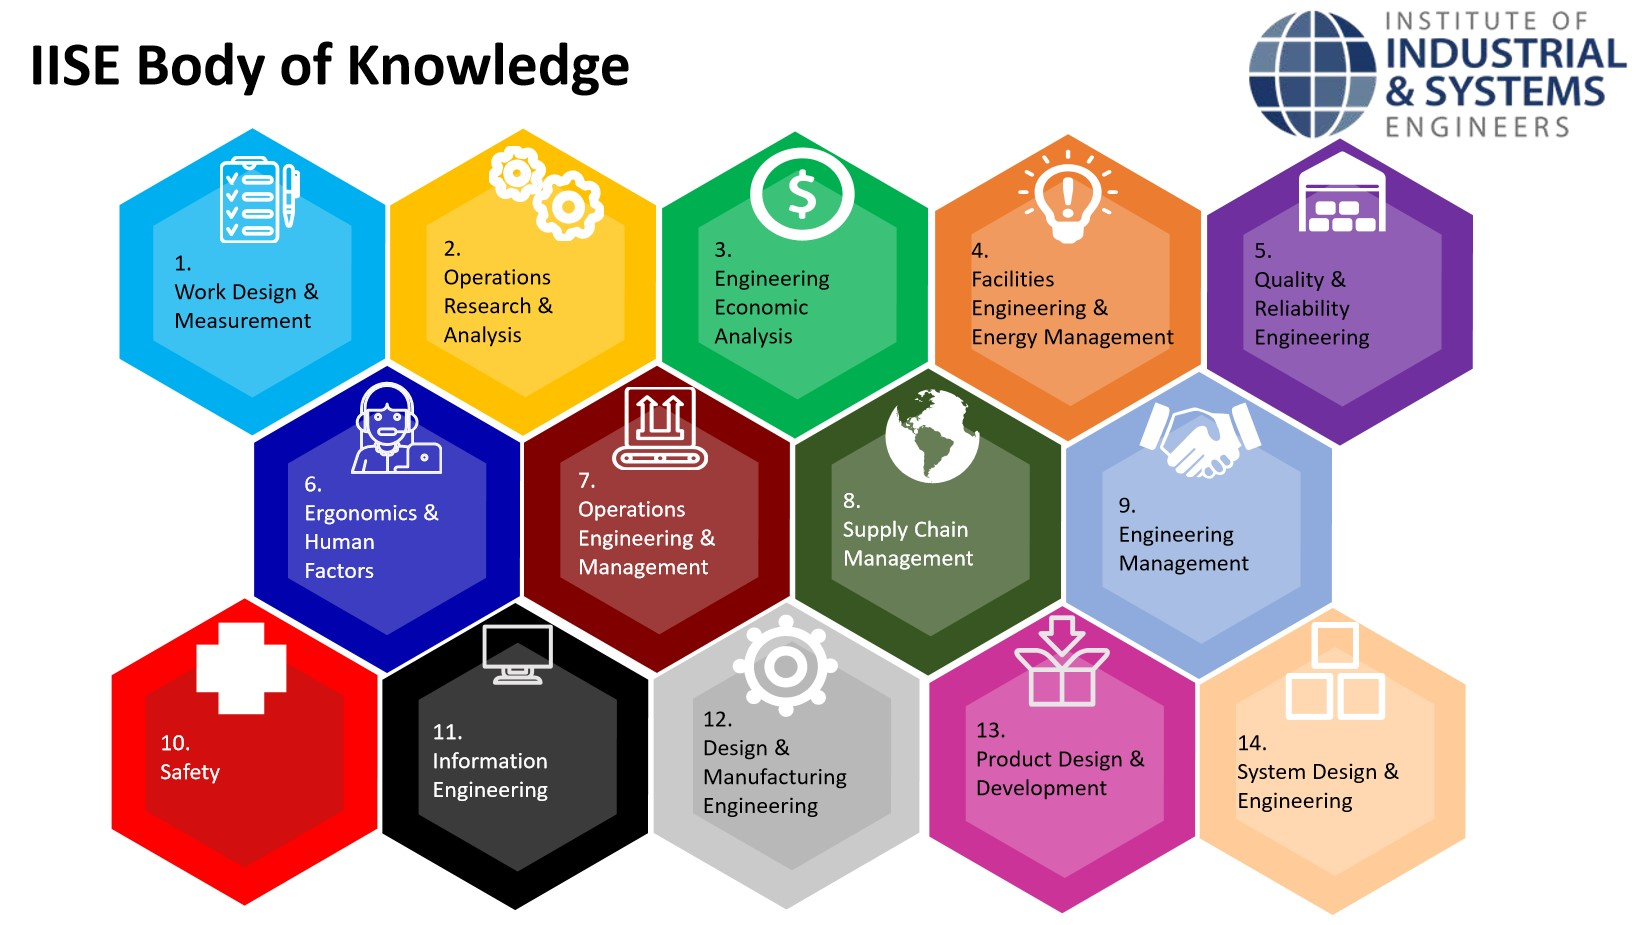 IISE Body of Knowledge
INSTITUTE OF
INDUSTRIAL
& SYSTEMS
ENGINEERS
1.
Work Design &
Measurement
2.
Operations
Research &
Analysis
3.
Engineering
Economic
Analysis
4.
Facilities
Engineering &
Energy Management
5.
Quality &
Reliability
Engineering
6.
Ergonomics &
Human
Factors
7.
Operations
Engineering &
Management
8.
Supply Chain
Management
9.
Engineering
Management
10.
Safety
11.
Information
Engineering
12.
Design &
Manufacturing
Engineering
13.
Product Design &
Development
14.
System Design &
Engineering